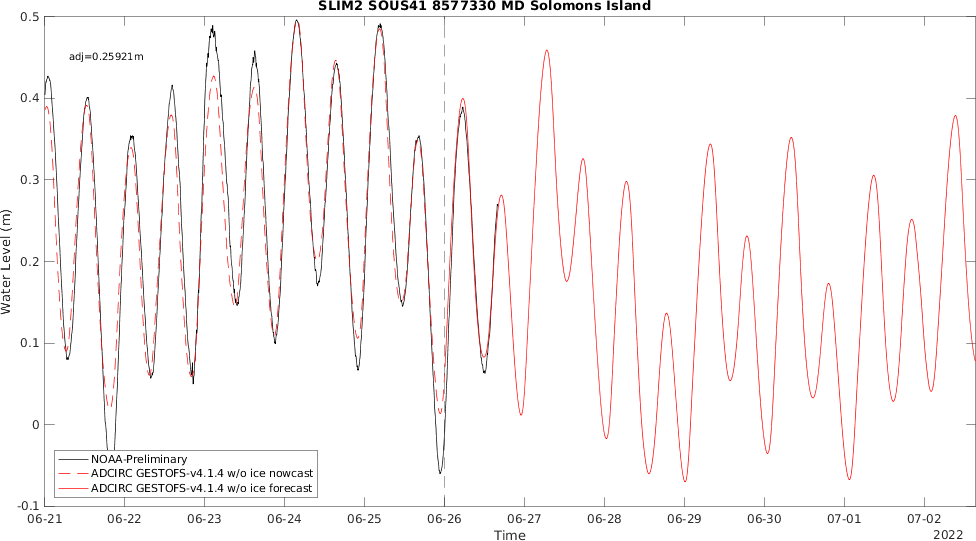 SLIM2 SOUS41 8577330 MD Solomons Island
adj=0.25921m
Water Level (m)
0.5
0.4
0.3
0.2
0.1
0
-0.1
NOAA-Preliminary
ADCIRC GESTOFS-v4.1.4 w/o ice nowcast
ADCIRC GESTOFS-v4.1.4 w/o ice forecast
06-21 06-22 06-23 06-24 06-25 06-26 06-27 06-28 06-29 06-30 07-01 07-02
Time
2022